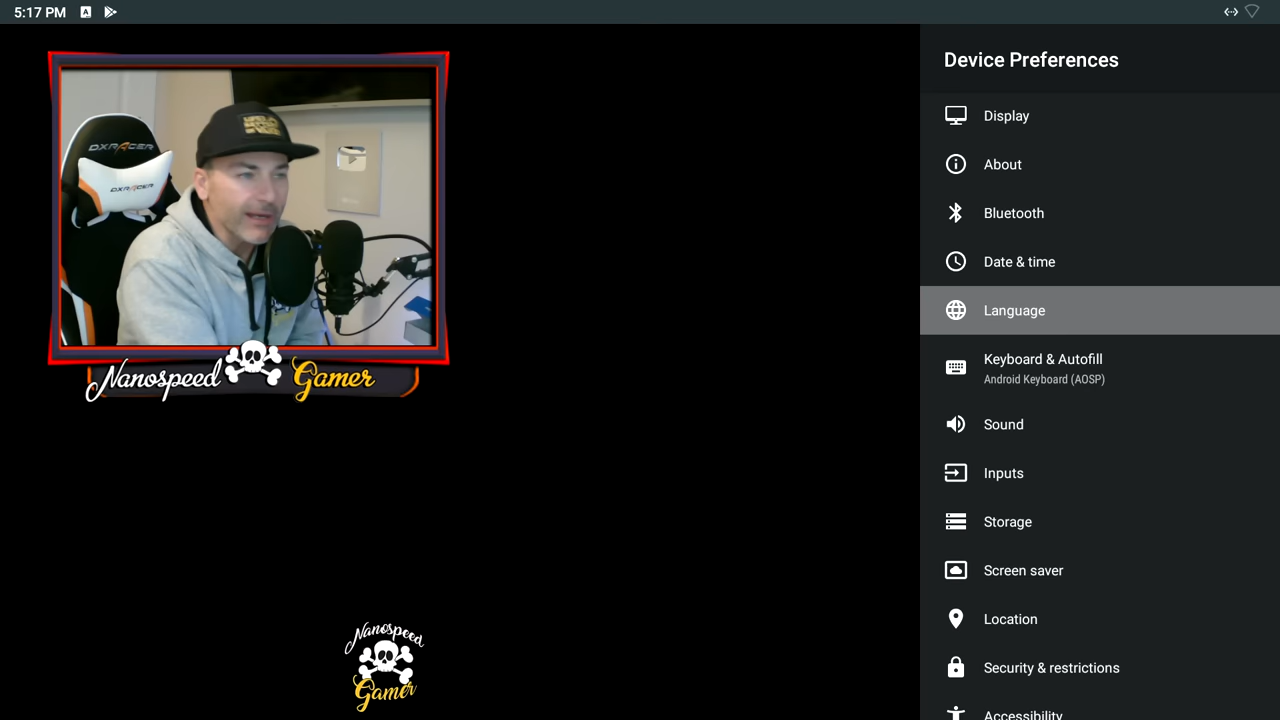 5:17 PM
Device Preferences
Display
About
Bluetooth
Date & time
Language
Keyboard & Autofill
Android Keyboard (AOSP)
Sound
Inputs
Storage
Screen saver
Location
Security & restrictions
Accessibility
DXRACER
DXRACER
Nanospeed Gamer
Nanospeed
Gamer